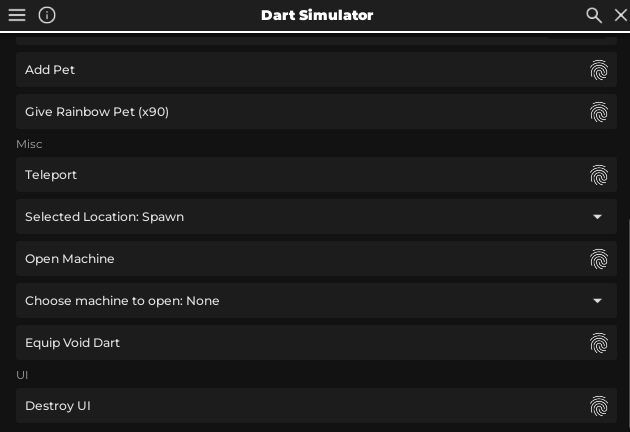 Dart Simulator
Add Pet
Give Rainbow Pet (x90)
Misc
Teleport
Selected Location: Spawn
Open Machine
Choose machine to open: None
Equip Void Dart
UI
Destroy UI